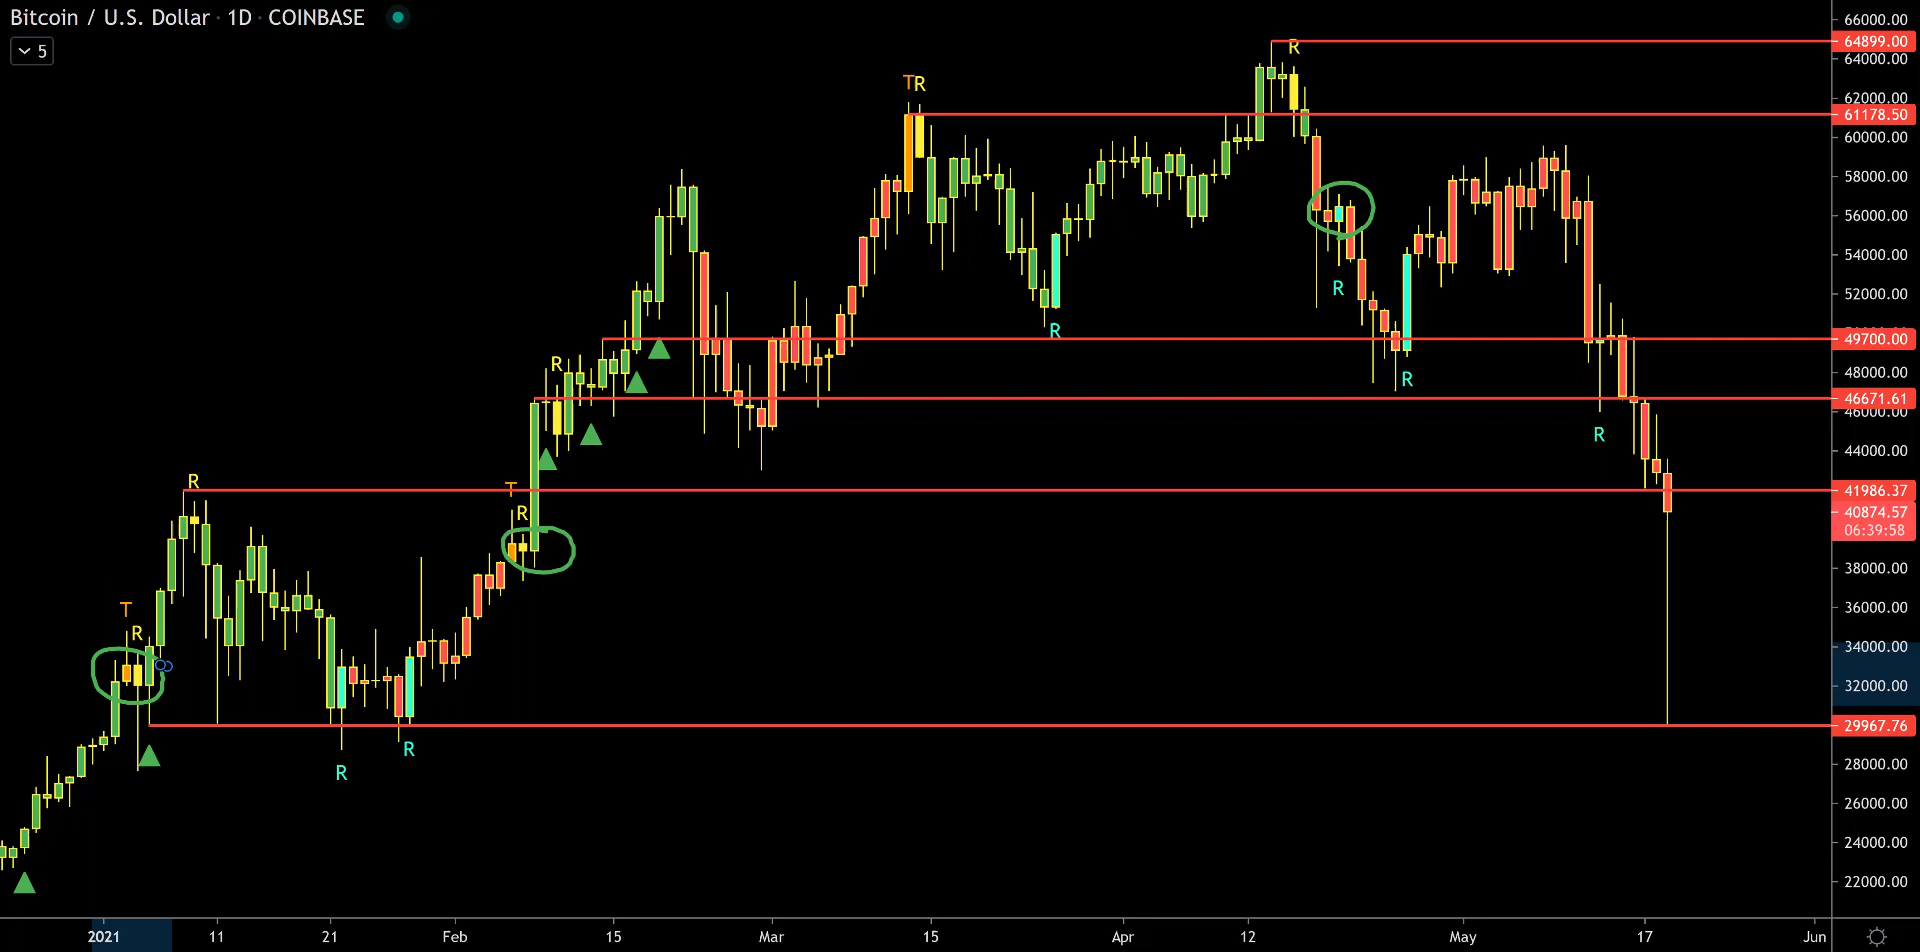 Bitcoin / U.S. Dollar · 1D · COINBASE
5
66000.00
64899.00
64000.00
62000.00
61178.50
60000.00
58000.00
56000.00
54000.00
52000.00
49700.00
48000.00
46671.61
46000.00
44000.00
41986.37
40874.57
06:39:58
38000.00
36000.00
34000.00
32000.00
29967.76
28000.00
26000.00
24000.00
22000.00
R
TR
R
R
R
R
R
R
T
R
R
T
R
R
R
2021
11
21
Feb
15
Mar
15
Apr
12
May
17
Jun